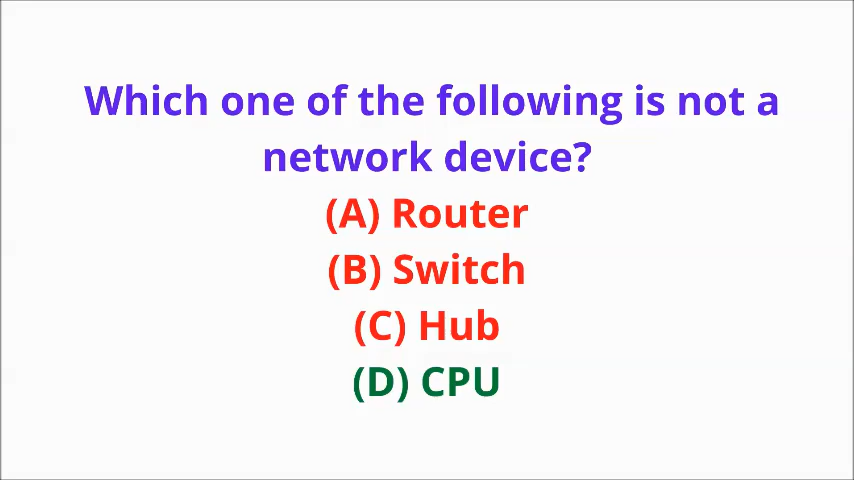 Which one of the following is not a
network device?
(A) Router
(B) Switch
(C) Hub
(D) CPU